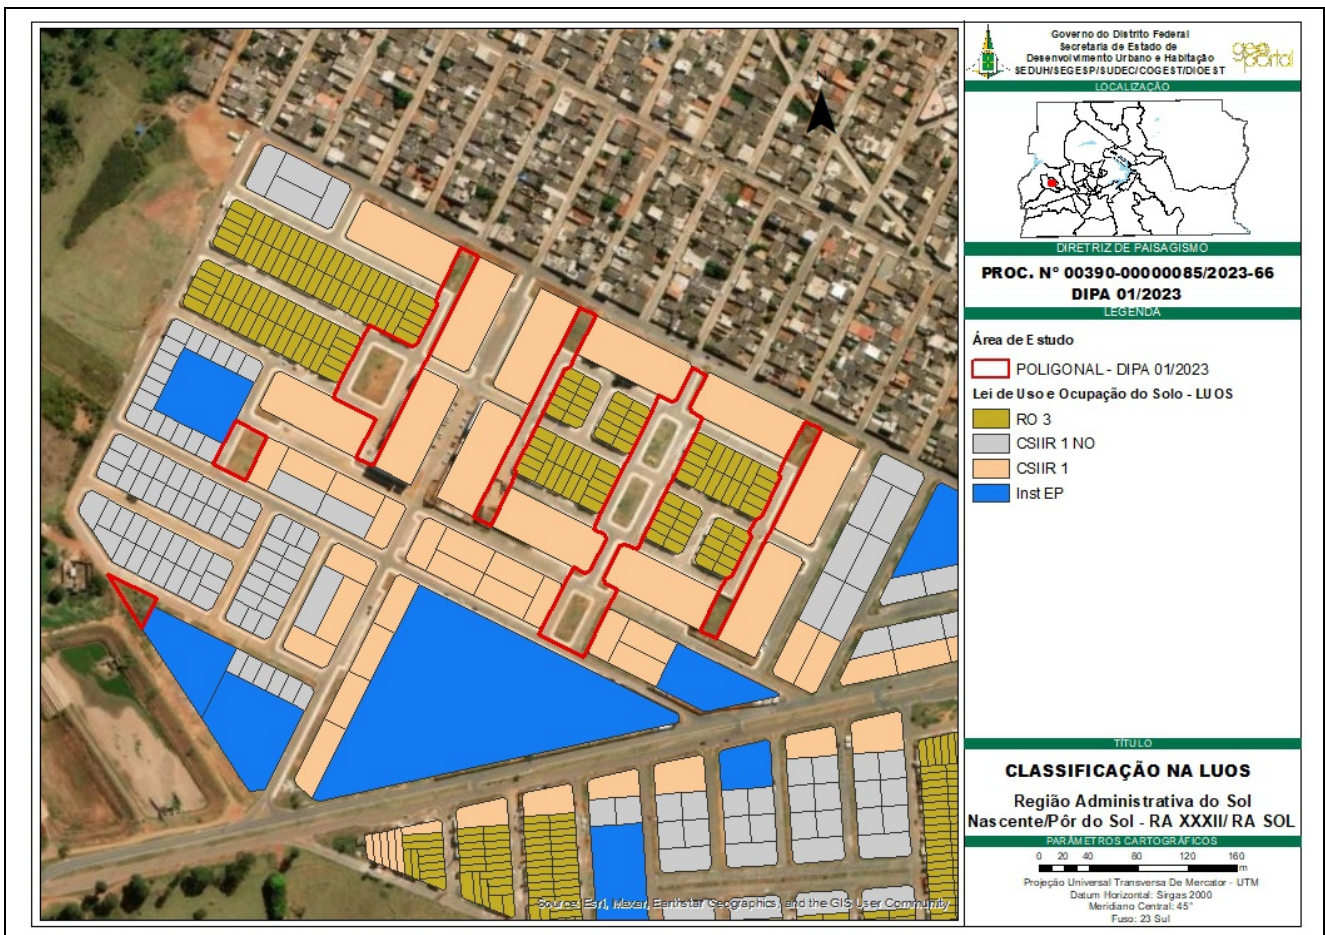 Governo do Distrito Federal
Secretaria de Estado de
Desenvolvimento Urbano e Habitação
SEDUH/SEGESP/SUDEC/COGEST/DIOEST
geo
portal
LOCALIZAÇÃO
DIRETRIZ DE PAISAGISMO
PROC. Nº 00390-00000085/2023-66
DIPA 01/2023
LEGENDA
Área de Estudo
POLIGONAL - DIPA 01/2023
Lei de Uso e Ocupação do Solo - LUOS
RO 3
CSIIR 1 NO
CSIIR 1
Inst EP
TÍTULO
CLASSIFICAÇÃO NA LUOS
Região Administrativa do Sol
Nascente/Pôr do Sol - RA XXXII/ RA SOL
PARÂMETROS CARTOGRÁFICOS
0 20 40 80 120 160
m
Projeção Universal Transversa De Mercator - UTM
Datum Horizontal: Sirgas 2000
Meridiano Central: 45°
Fuso: 23 Sul
N
Source: Esri, Maxar, Earthstar Geographics, and the GIS User Community